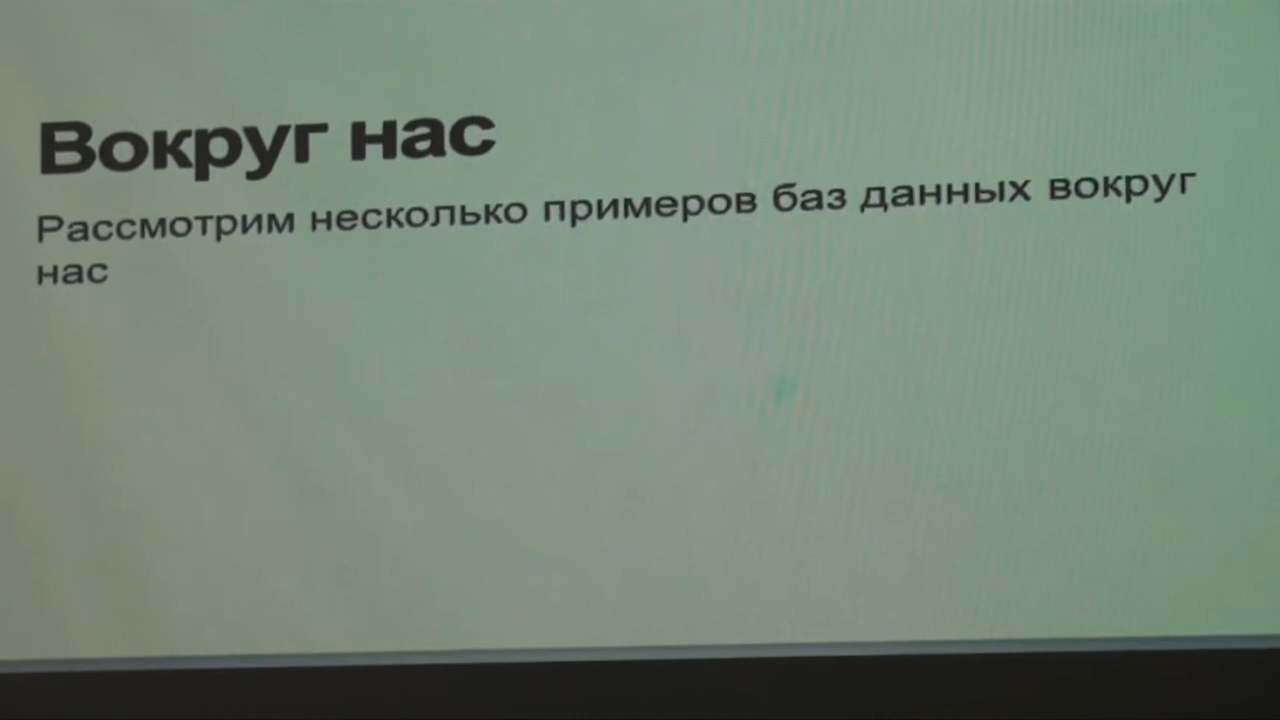 Вокруг нас
Рассмотрим несколько примеров баз данных вокруг
нас